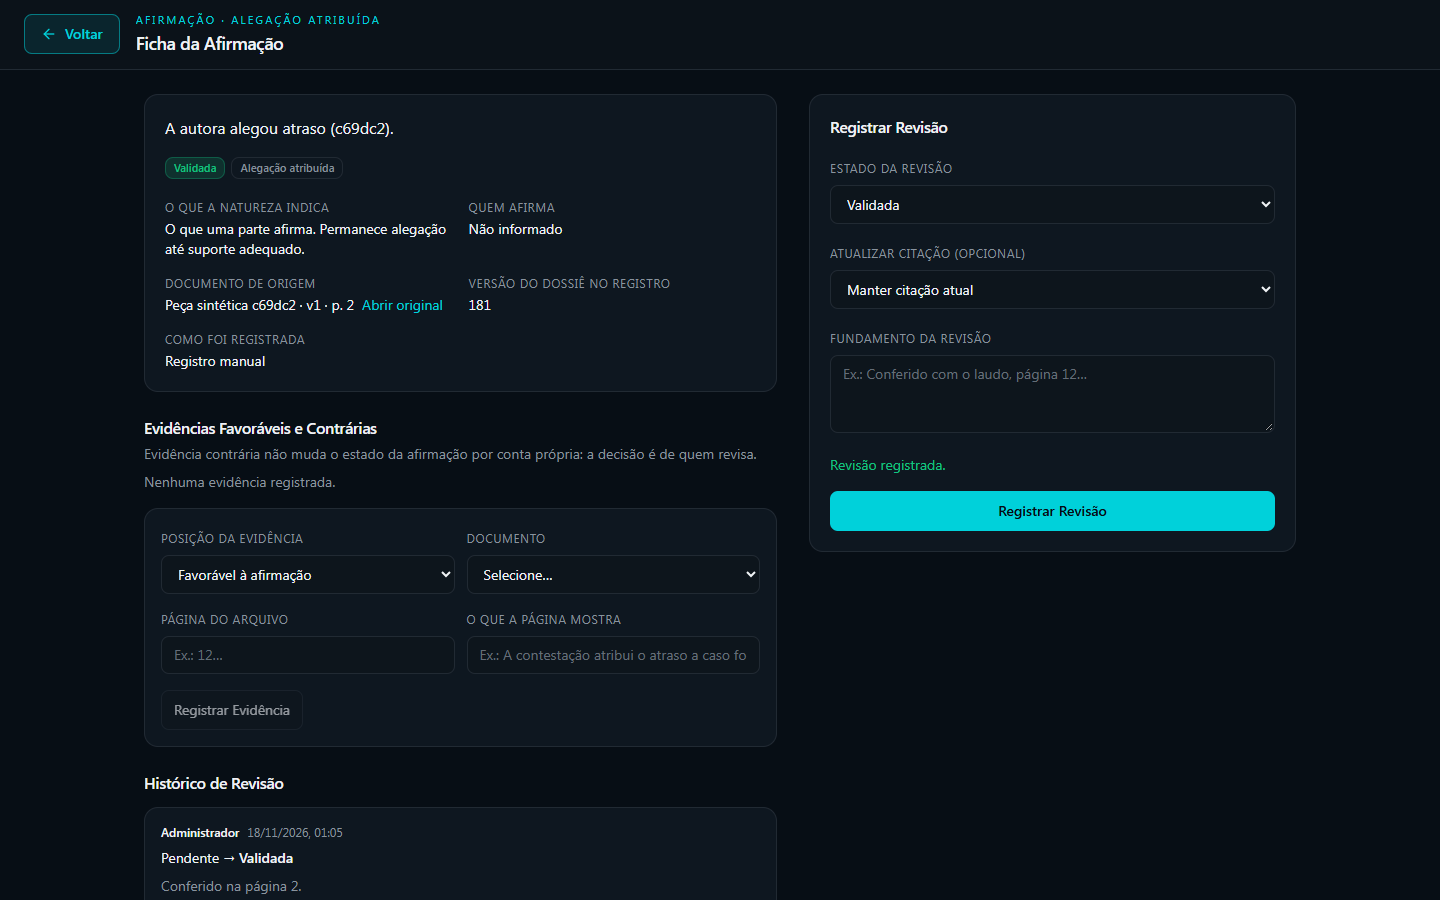 Voltar
AFIRMAÇÃO · ALEGAÇÃO ATRIBUÍDA
Ficha da Afirmação
A autora alegou atraso (c69dc2).
Validada
Alegação atribuída
O QUE A NATUREZA INDICA
O que uma parte afirma. Permanece alegação
até suporte adequado.
QUEM AFIRMA
Não informado
DOCUMENTO DE ORIGEM
Peça sintética c69dc2 · v1 · p. 2 Abrir original
VERSÃO DO DOSSIÊ NO REGISTRO
181
COMO FOI REGISTRADA
Registro manual
Evidências Favoráveis e Contrárias
Evidência contrária não muda o estado da afirmação por conta própria: a decisão é de quem revisa.
Nenhuma evidência registrada.
POSIÇÃO DA EVIDÊNCIA
Favorável à afirmação
DOCUMENTO
Selecione...
PÁGINA DO ARQUIVO
Ex.: 12...
O QUE A PÁGINA MOSTRA
Ex.: A contestação atribui o atraso a caso fo
Registrar Evidência
Histórico de Revisão
Administrador 18/11/2026, 01:05
Pendente → Validada
Conferido na página 2.
Registrar Revisão
ESTADO DA REVISÃO
Validada
ATUALIZAR CITAÇÃO (OPCIONAL)
Manter citação atual
FUNDAMENTO DA REVISÃO
Ex.: Conferido com o laudo, página 12...
Revisão registrada.
Registrar Revisão